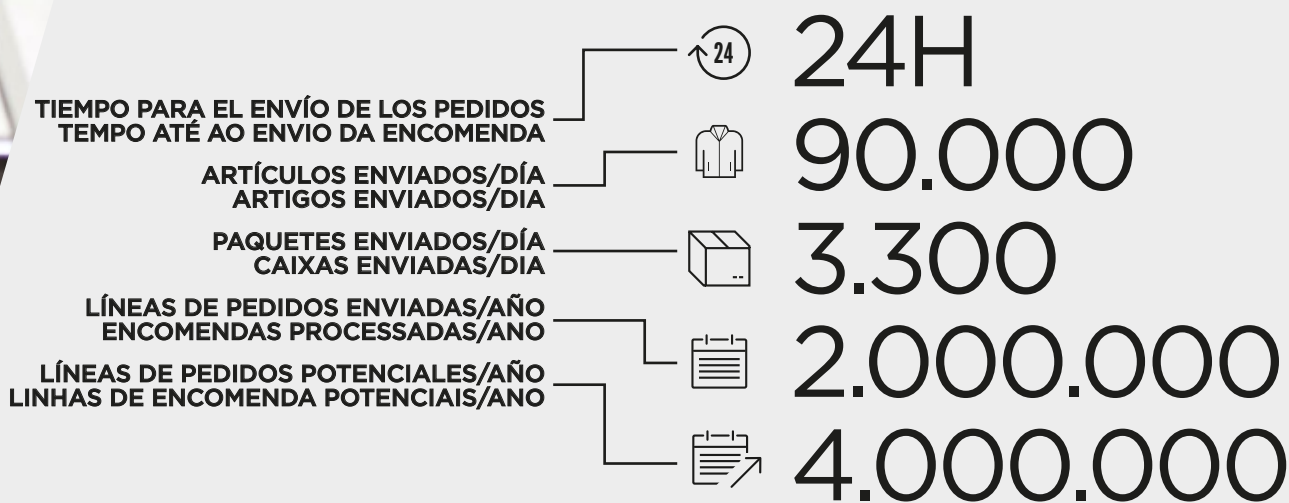 TIEMPO PARA EL ENVÍO DE LOS PEDIDOS
TEMPO ATÉ AO ENVIO DA ENCOMENDA
24
24H
ARTÍCULOS ENVIADOS/DÍA
ARTIGOS ENVIADOS/DIA
90.000
PAQUETES ENVIADOS/DÍA
CAIXAS ENVIADAS/DIA
3.300
LÍNEAS DE PEDIDOS ENVIADAS/AÑO
ENCOMENDAS PROCESSADAS/ANO
2.000.000
LÍNEAS DE PEDIDOS POTENCIALES/AÑO
LINHAS DE ENCOMENDA POTENCIAIS/ANO
4.000.000